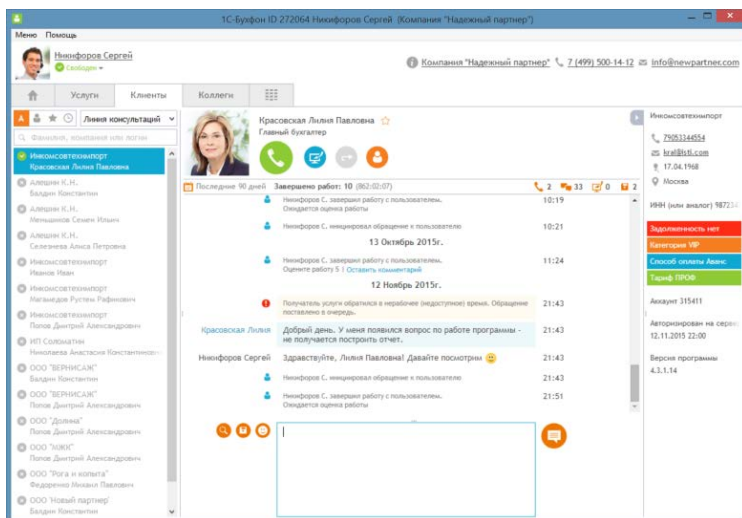 1С-Бухфон ID 272064 Никифоров Сергей (Компания "Надежный партнер")
Меню Помощь
Никифоров Сергей
Свободен
Компания "Надежный партнер" 7 (499) 500-14-12 info@newpartner.com
Услуги Клиенты Коллеги
Линия консультаций
Фамилия, компания или логин
Инкомсовтехимпорт
Красовская Лилия Павловна
Алешин К.Н.
Балдин Константин
Алешин К.Н.
Меньшиков Семен Ильич
Алешин К.Н.
Селезнева Алиса Петровна
Инкомсовтехимпорт
Иванов Иван
Инкомсовтехимпорт
Магамедов Рустем Рафикович
Инкомсовтехимпорт
Попов Дмитрий Александрович
ИП Соломатин
Николаева Анастасия Константинов
ООО "ВЕРНИСАЖ"
Балдин Константин
ООО "ВЕРНИСАЖ"
Попов Дмитрий Александрович
ООО "Долина"
Попов Дмитрий Александрович
ООО "МЖК"
Попов Дмитрий Александрович
ООО "Рога и копыта"
Федоренко Михаил Павлович
ООО "Новый партнер"
Балдин Константин
Красовская Лилия Павловна
Главный бухгалтер
Последние 90 дней Завершено работ: 10 (862:02:07) 2 33 0 2
Никифоров С. завершил работу с пользователем. 10:19
Ожидается оценка работы
Никифоров С. инициировал обращение к пользователю 10:21
13 Октябрь 2015г.
Никифоров С. завершил работу с пользователем. 11:24
Оцените работу 5 | Оставить комментарий
12 Ноябрь 2015г.
Получатель услуги обратился в нерабочее (недоступное) время. Обращение 21:43
поставлено в очередь.
Красовская Лилия Добрый день. У меня появился вопрос по работе программы - 21:43
не получается построить отчет.
Никифоров Сергей Здравствуйте, Лилия Павловна! Давайте посмотрим 21:43
Никифоров С. инициировал обращение к пользователю 21:43
Никифоров С. завершил работу с пользователем. 21:51
Ожидается оценка работы
Инкомсовтехимпорт
79053344554
kral@isti.com
17.04.1968
Москва
ИНН (или аналог) 98723
Задолженность нет
Категория VIP
Способ оплаты Аванс
Тариф ПРОФ
Аккаунт 315411
Авторизирован на серве
12.11.2015 22:00
Версия программы
4.3.1.14